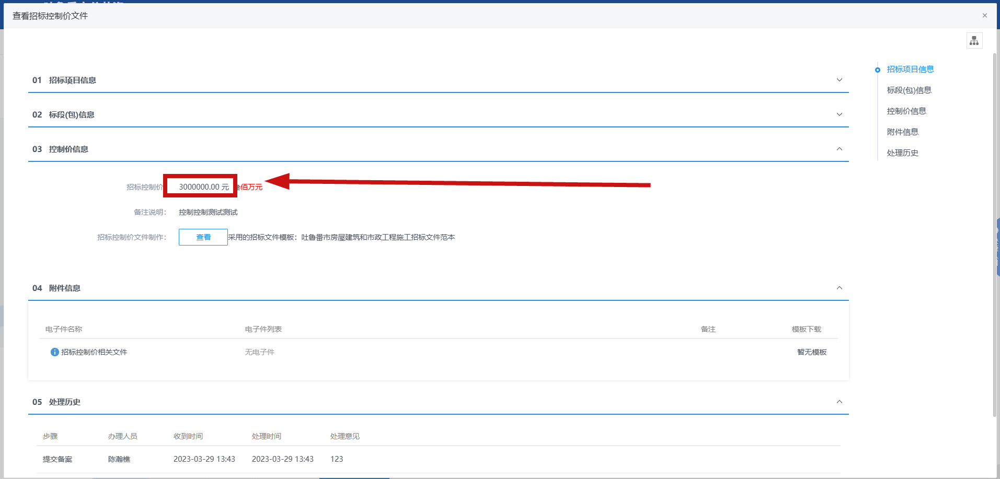 查看招标控制价文件
×
01 招标项目信息
招标项目信息
标段(包)信息
控制价信息
附件信息
处理历史
02 标段(包)信息
03 控制价信息
招标控制价 3000000.00 元 叁佰万元
备注说明: 控制控制测试测试
招标控制价文件制作: 查看 采用的招标文件模板：吐鲁番市房屋建筑和市政工程施工招标文件范本
04 附件信息
电子件名称 电子件列表 备注 模板下载
招标控制价相关文件 无电子件 暂无模板
05 处理历史
步骤 办理人员 收到时间 处理时间 处理意见
提交备案 陈瀚樵 2023-03-29 13:43 2023-03-29 13:43 123